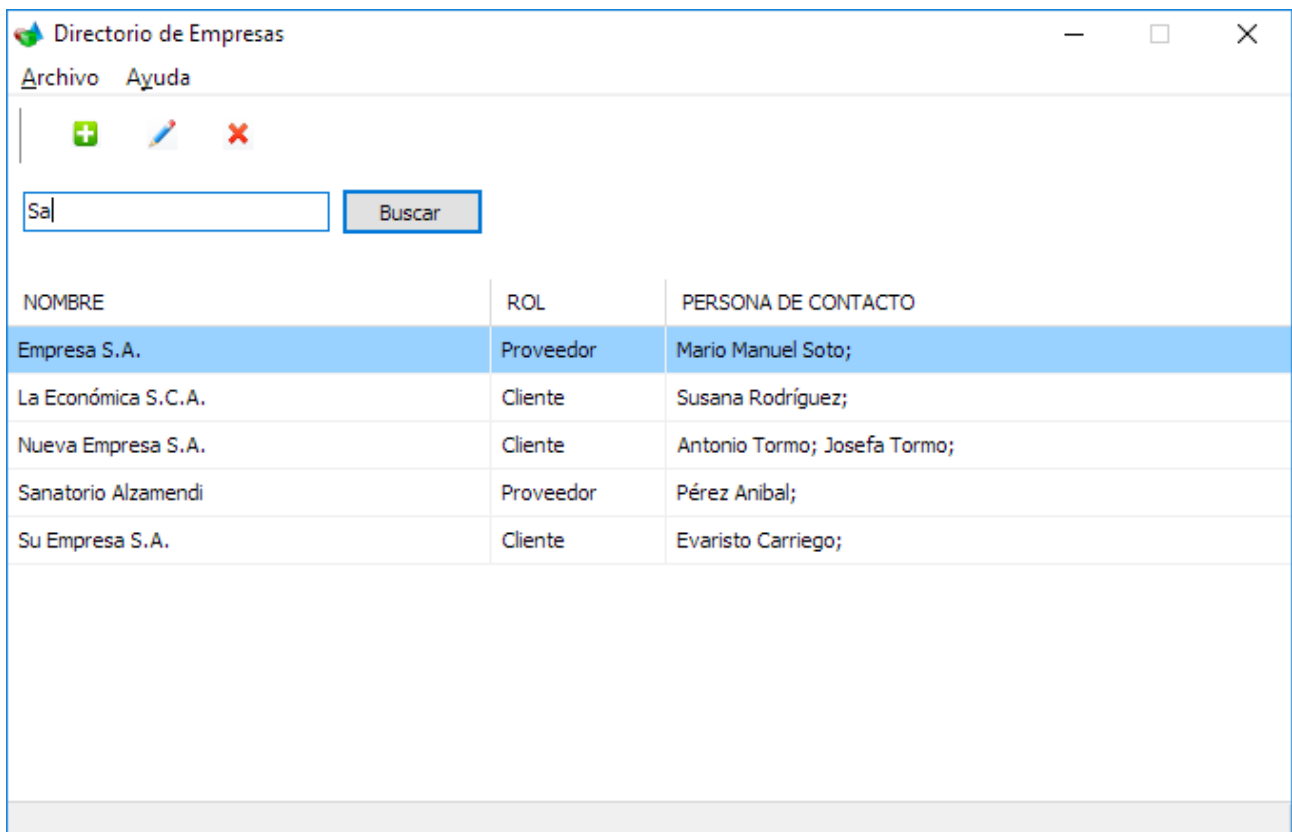 Directorio de Empresas
Archivo Ayuda
Sa Buscar
NOMBRE ROL PERSONA DE CONTACTO
Empresa S.A. Proveedor Mario Manuel Soto;
La Económica S.C.A. Cliente Susana Rodríguez;
Nueva Empresa S.A. Cliente Antonio Tormo; Josefa Tormo;
Sanatorio Alzamendi Proveedor Pérez Anibal;
Su Empresa S.A. Cliente Evaristo Carriego;